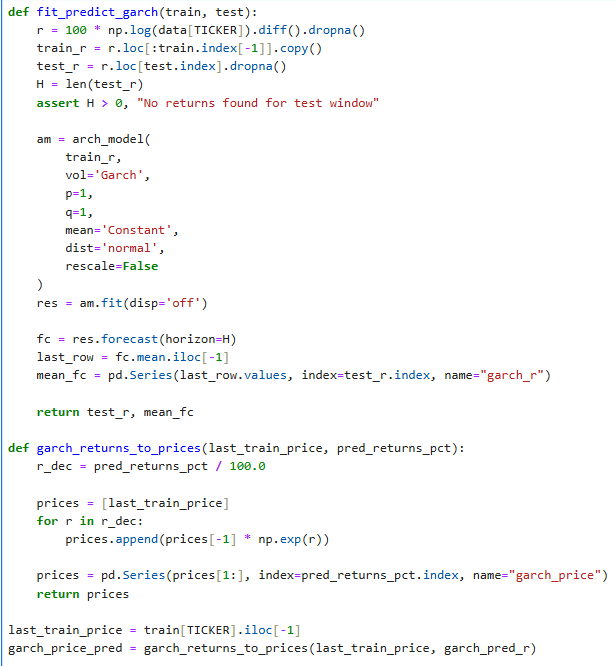 def fit_predict_garch(train, test):
    r = 100 * np.log(data[TICKER]).diff().dropna()
    train_r = r.loc[:train.index[-1]].copy()
    test_r = r.loc[test.index].dropna()
    H = len(test_r)
    assert H > 0, "No returns found for test window"

    am = arch_model(
        train_r,
        vol='Garch',
        p=1,
        q=1,
        mean='Constant',
        dist='normal',
        rescale=False
    )
    res = am.fit(disp='off')

    fc = res.forecast(horizon=H)
    last_row = fc.mean.iloc[-1]
    mean_fc = pd.Series(last_row.values, index=test_r.index, name="garch_r")

    return test_r, mean_fc

def garch_returns_to_prices(last_train_price, pred_returns_pct):
    r_dec = pred_returns_pct / 100.0

    prices = [last_train_price]
    for r in r_dec:
        prices.append(prices[-1] * np.exp(r))

    prices = pd.Series(prices[1:], index=pred_returns_pct.index, name="garch_price")
    return prices

last_train_price = train[TICKER].iloc[-1]
garch_price_pred = garch_returns_to_prices(last_train_price, garch_pred_r)